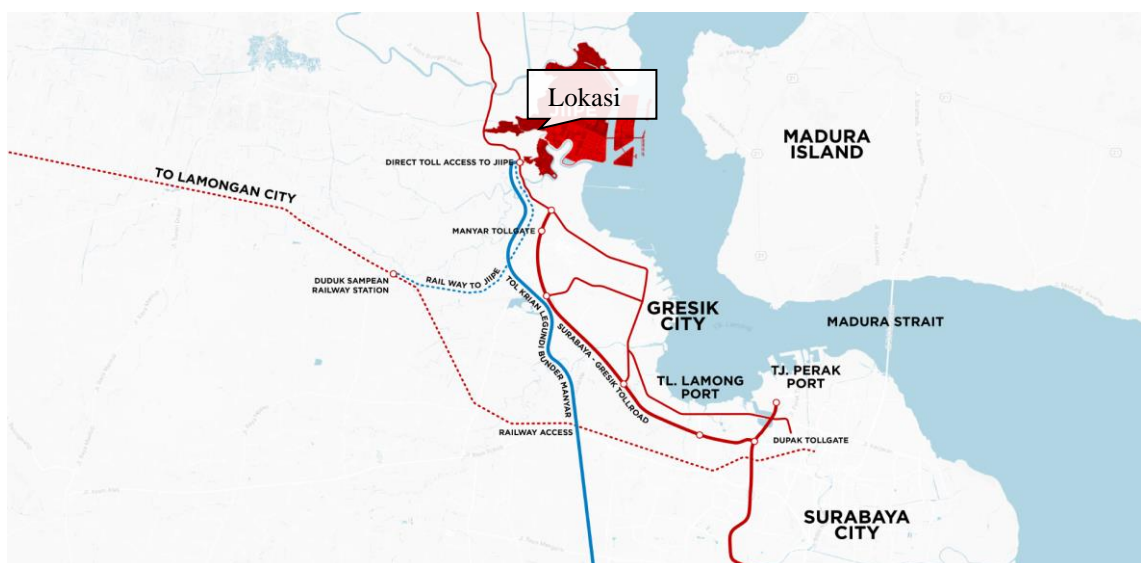 Lokasi
MADURA
ISLAND
DIRECT TOLL ACCESS TO JIIPE
TO LAMONGAN CITY
MANYAR TOLLGATE
DUDUK SAMPEAN
RAILWAY STATION
RAIL WAY TO JIIPE
TOL KRIAN LEGUNDI BUNDER MANYAR
GRESIK
CITY
SURABAYA - GRESIK TOLLROAD
MADURA STRAIT
TL. LAMONG
PORT
TJ. PERAK
PORT
RAILWAY ACCESS
DUPAK TOLLGATE
SURABAYA
CITY